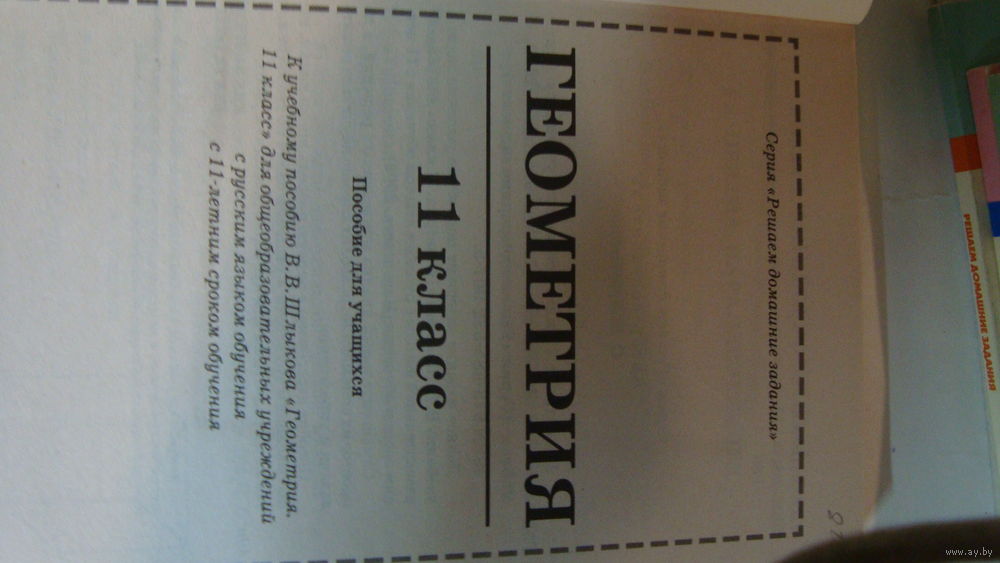 Серия «Решаем домашние задания»
ГЕОМЕТРИЯ
11 класс
Пособие для учащихся
К учебному пособию В.В.Шлыкова «Геометрия.
11 класс» для общеобразовательных учреждений
с русским языком обучения
с 11-летним сроком обучения
РЕШАЕМ ДОМАШНИЕ ЗАДАНИЯ
www.ay.by